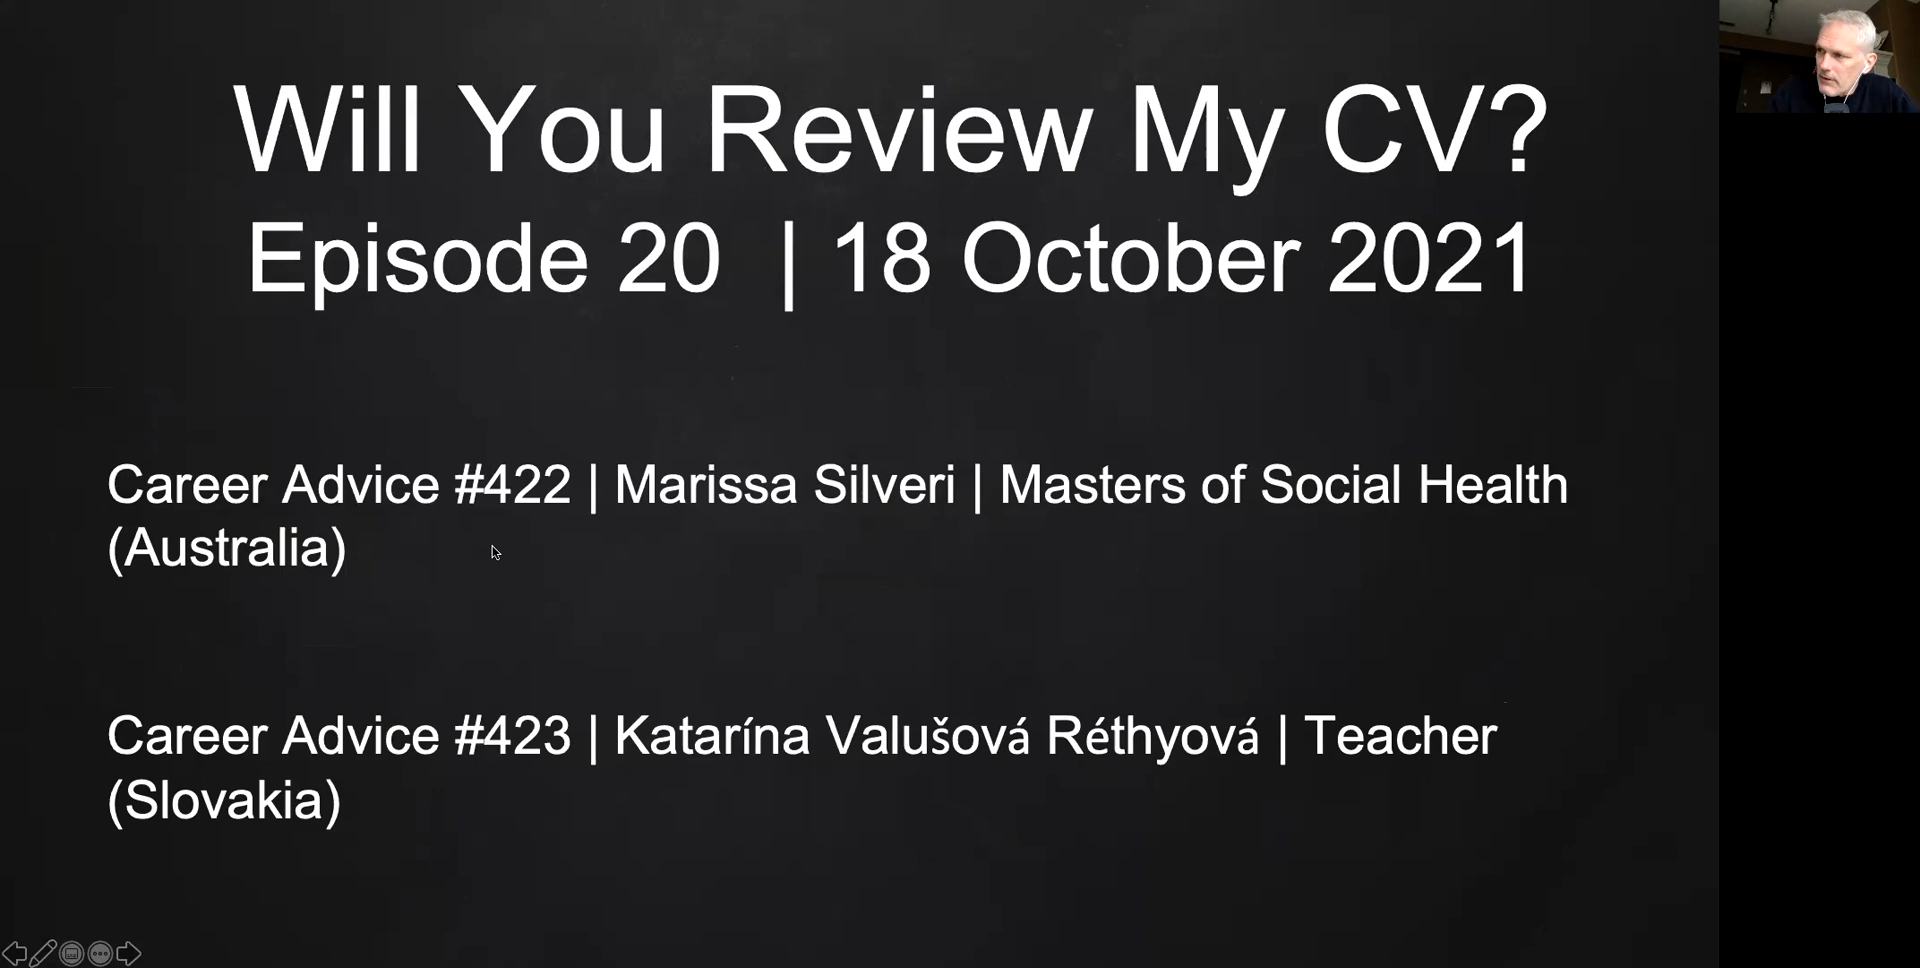 Will You Review My CV?
Episode 20 | 18 October 2021
Career Advice #422 | Marissa Silveri | Masters of Social Health
(Australia)
Career Advice #423 | Katarína Valušová Réthyová | Teacher
(Slovakia)